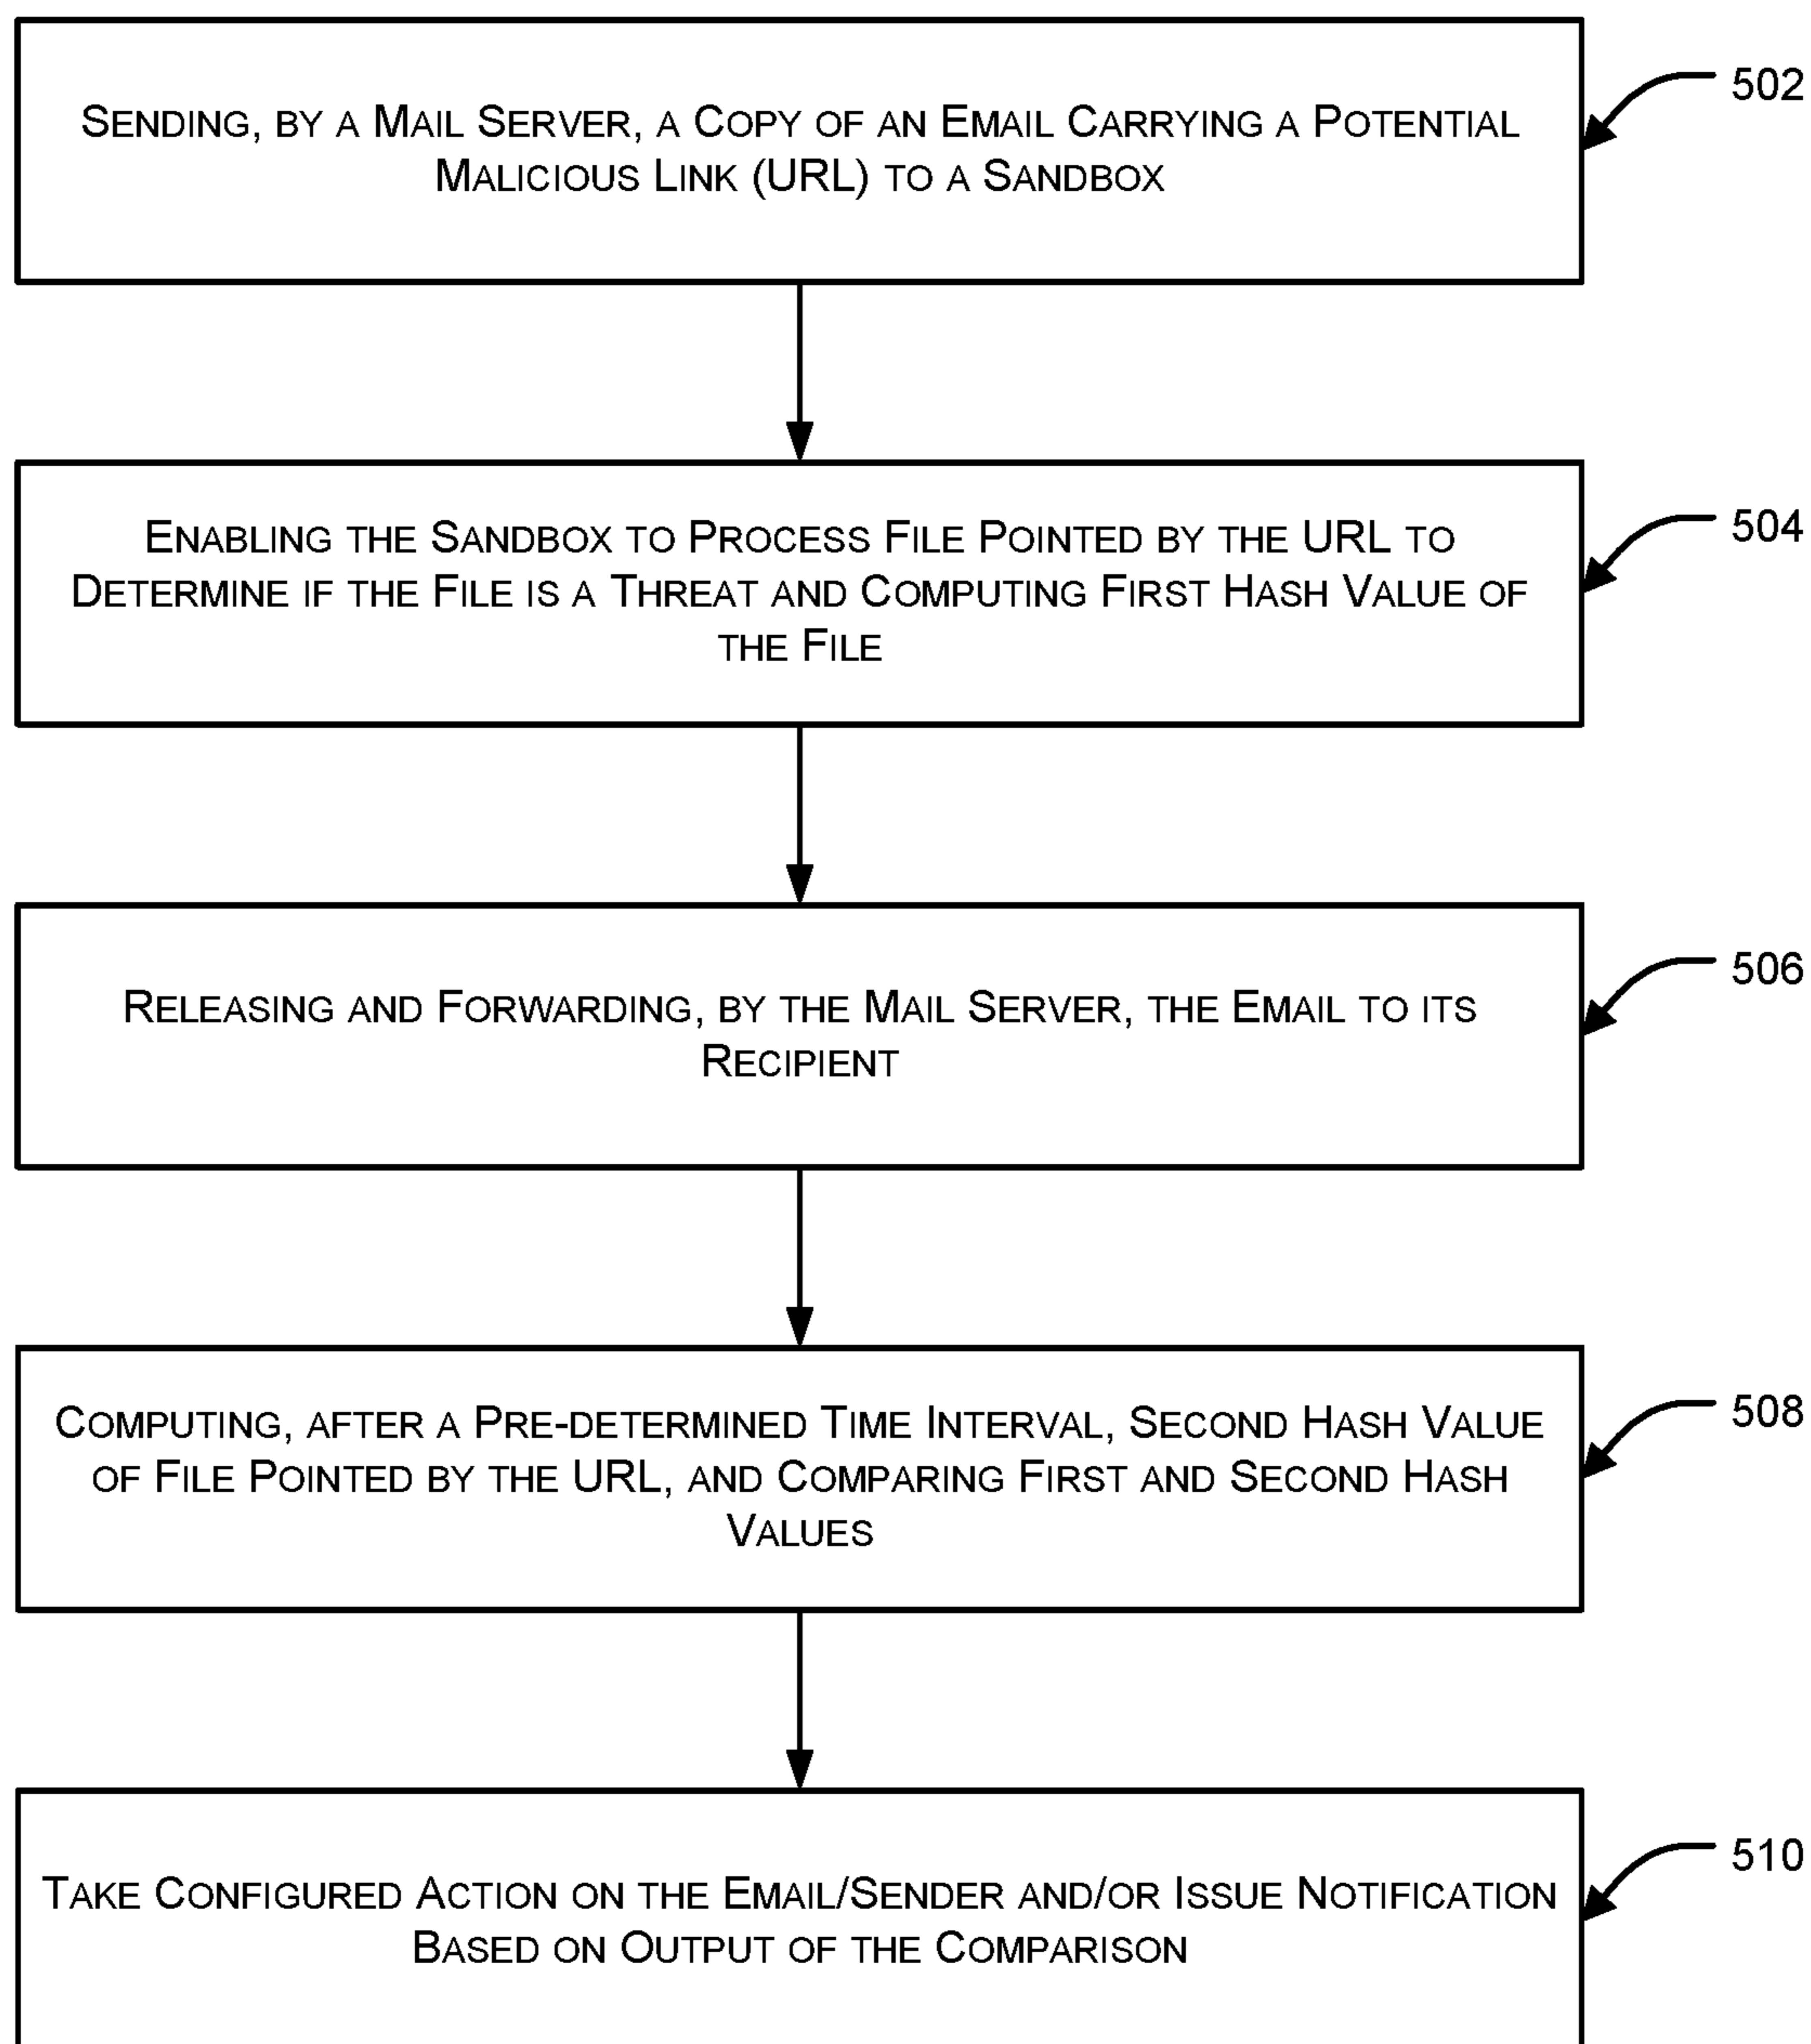 SENDING, BY A MAIL SERVER, A COPY OF AN EMAIL CARRYING A POTENTIAL
MALICIOUS LINK (URL) TO A SANDBOX
502
ENABLING THE SANDBOX TO PROCESS FILE POINTED BY THE URL TO
DETERMINE IF THE FILE IS A THREAT AND COMPUTING FIRST HASH VALUE OF
THE FILE
504
RELEASING AND FORWARDING, BY THE MAIL SERVER, THE EMAIL TO ITS
RECIPIENT
506
COMPUTING, AFTER A PRE-DETERMINED TIME INTERVAL, SECOND HASH VALUE
OF FILE POINTED BY THE URL, AND COMPARING FIRST AND SECOND HASH
VALUES
508
TAKE CONFIGURED ACTION ON THE EMAIL/SENDER AND/OR ISSUE NOTIFICATION
BASED ON OUTPUT OF THE COMPARISON
510